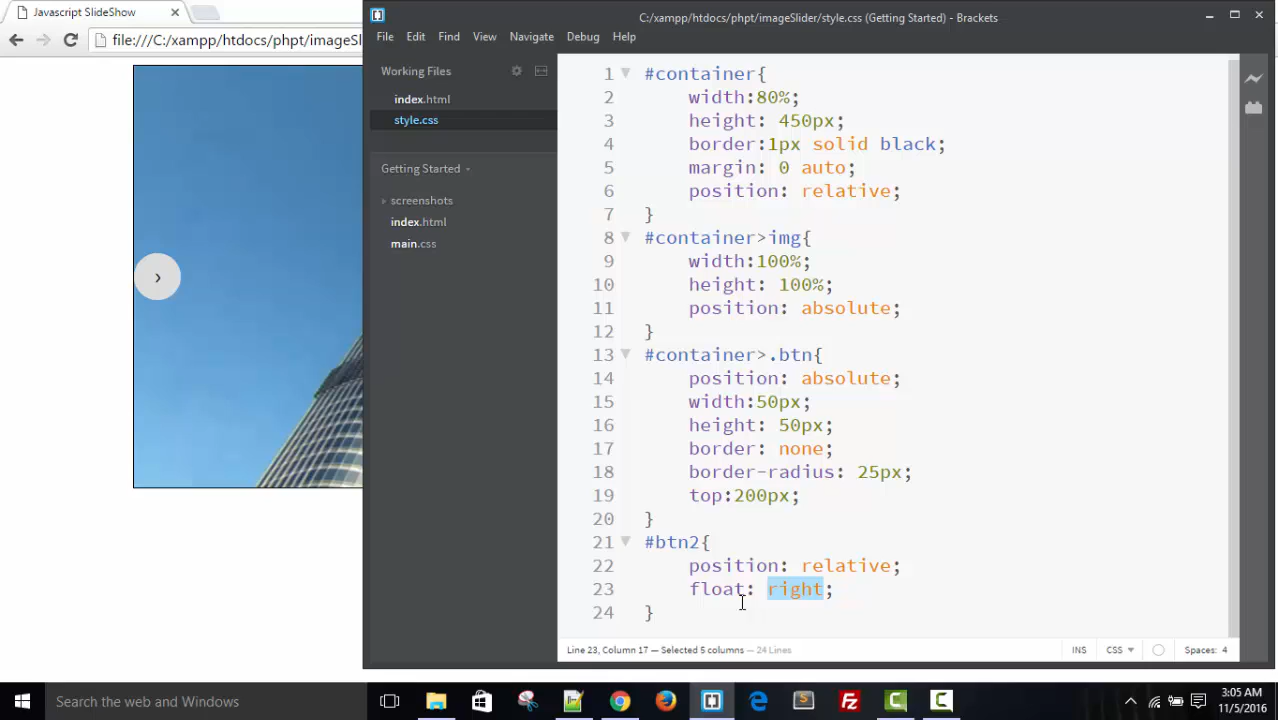 Javascript SlideShow
file:///C:/xampp/htdocs/phpt/imageSl
C:/xampp/htdocs/phpt/imageSlider/style.css (Getting Started) - Brackets
File Edit Find View Navigate Debug Help
Working Files
index.html
style.css
Getting Started
screenshots
index.html
main.css
1 #container{
2 width:80%;
3 height: 450px;
4 border:1px solid black;
5 margin: 0 auto;
6 position: relative;
7 }
8 #container>img{
9 width:100%;
10 height: 100%;
11 position: absolute;
12 }
13 #container>.btn{
14 position: absolute;
15 width:50px;
16 height: 50px;
17 border: none;
18 border-radius: 25px;
19 top:200px;
20 }
21 #btn2{
22 position: relative;
23 float: right;
24 }
›
Line 23, Column 17 — Selected 5 columns — 24 Lines
INS CSS Spaces: 4
Search the web and Windows
3:05 AM
11/5/2016